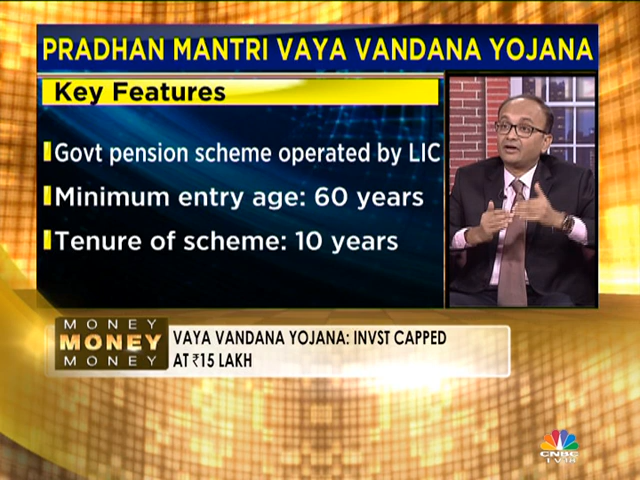 PRADHAN MANTRI VAYA VANDANA YOJANA
Key Features
Govt pension scheme operated by LIC
Minimum entry age: 60 years
Tenure of scheme: 10 years
MONEY
MONEY
MONEY
VAYA VANDANA YOJANA: INVST CAPPED
AT ₹15 LAKH
CNBC
TV18